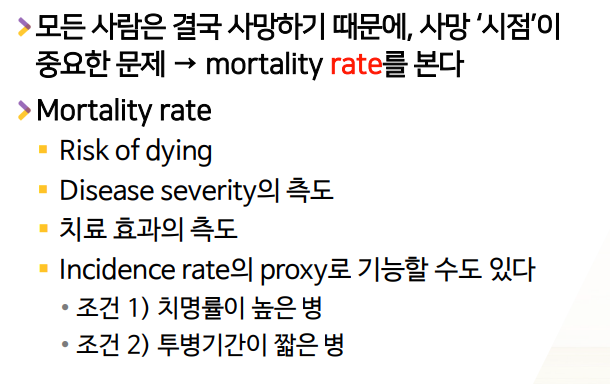 모든 사람은 결국 사망하기 때문에, 사망 ‘시점’이
중요한 문제 → mortality rate를 본다
Mortality rate
Risk of dying
Disease severity의 측도
치료 효과의 측도
Incidence rate의 proxy로 기능할 수도 있다
조건 1) 치명률이 높은 병
조건 2) 투병기간이 짧은 병